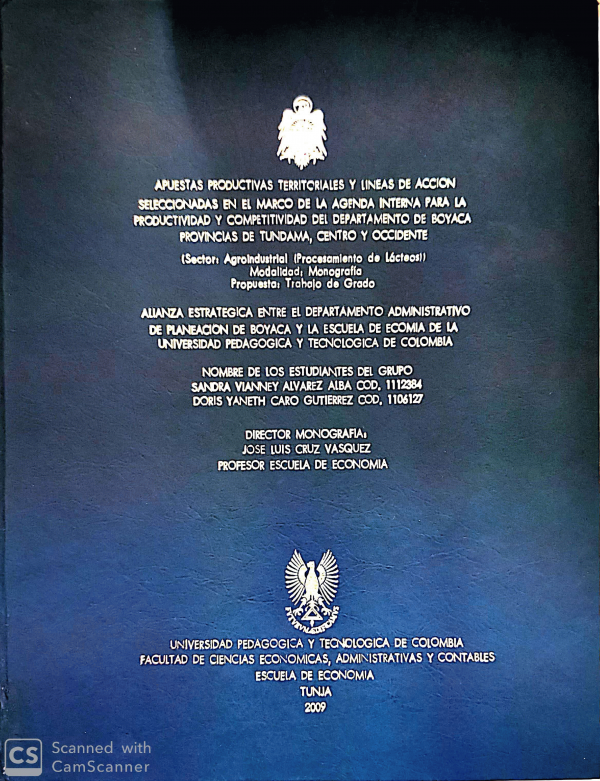 APUESTAS PRODUCTIVAS TERRITORIALES Y LINEAS DE ACCION
SELECCIONADAS EN EL MARCO DE LA AGENDA INTERNA PARA LA
PRODUCTIVIDAD Y COMPETITIVIDAD DEL DEPARTAMENTO DE BOYACA
PROVINCIAS DE TUNDAMA, CENTRO Y OCCIDENTE
(Sector: Agroindustrial (Procesamiento de Lácteos))
Modalidad: Monografía
Propuesta: Trabajo de Grado
ALIANZA ESTRATEGICA ENTRE EL DEPARTAMENTO ADMINISTRATIVO
DE PLANEACION DE BOYACA Y LA ESCUELA DE ECOMIA DE LA
UNIVERSIDAD PEDAGOGICA Y TECNOLOGICA DE COLOMBIA
NOMBRE DE LOS ESTUDIANTES DEL GRUPO
SANDRA VIANNEY ALVAREZ ALBA COD. 1112384
DORIS YANETH CARO GUTIERREZ COD. 1106127
DIRECTOR MONOGRAFIA:
JOSE LUIS CRUZ VASQUEZ
PROFESOR ESCUELA DE ECONOMIA
UNIVERSIDAD PEDAGOGICA Y TECNOLOGICA DE COLOMBIA
FACULTAD DE CIENCIAS ECONOMICAS, ADMINISTRATIVAS Y CONTABLES
ESCUELA DE ECONOMIA
TUNJA
2009
CS Scanned with
CamScanner